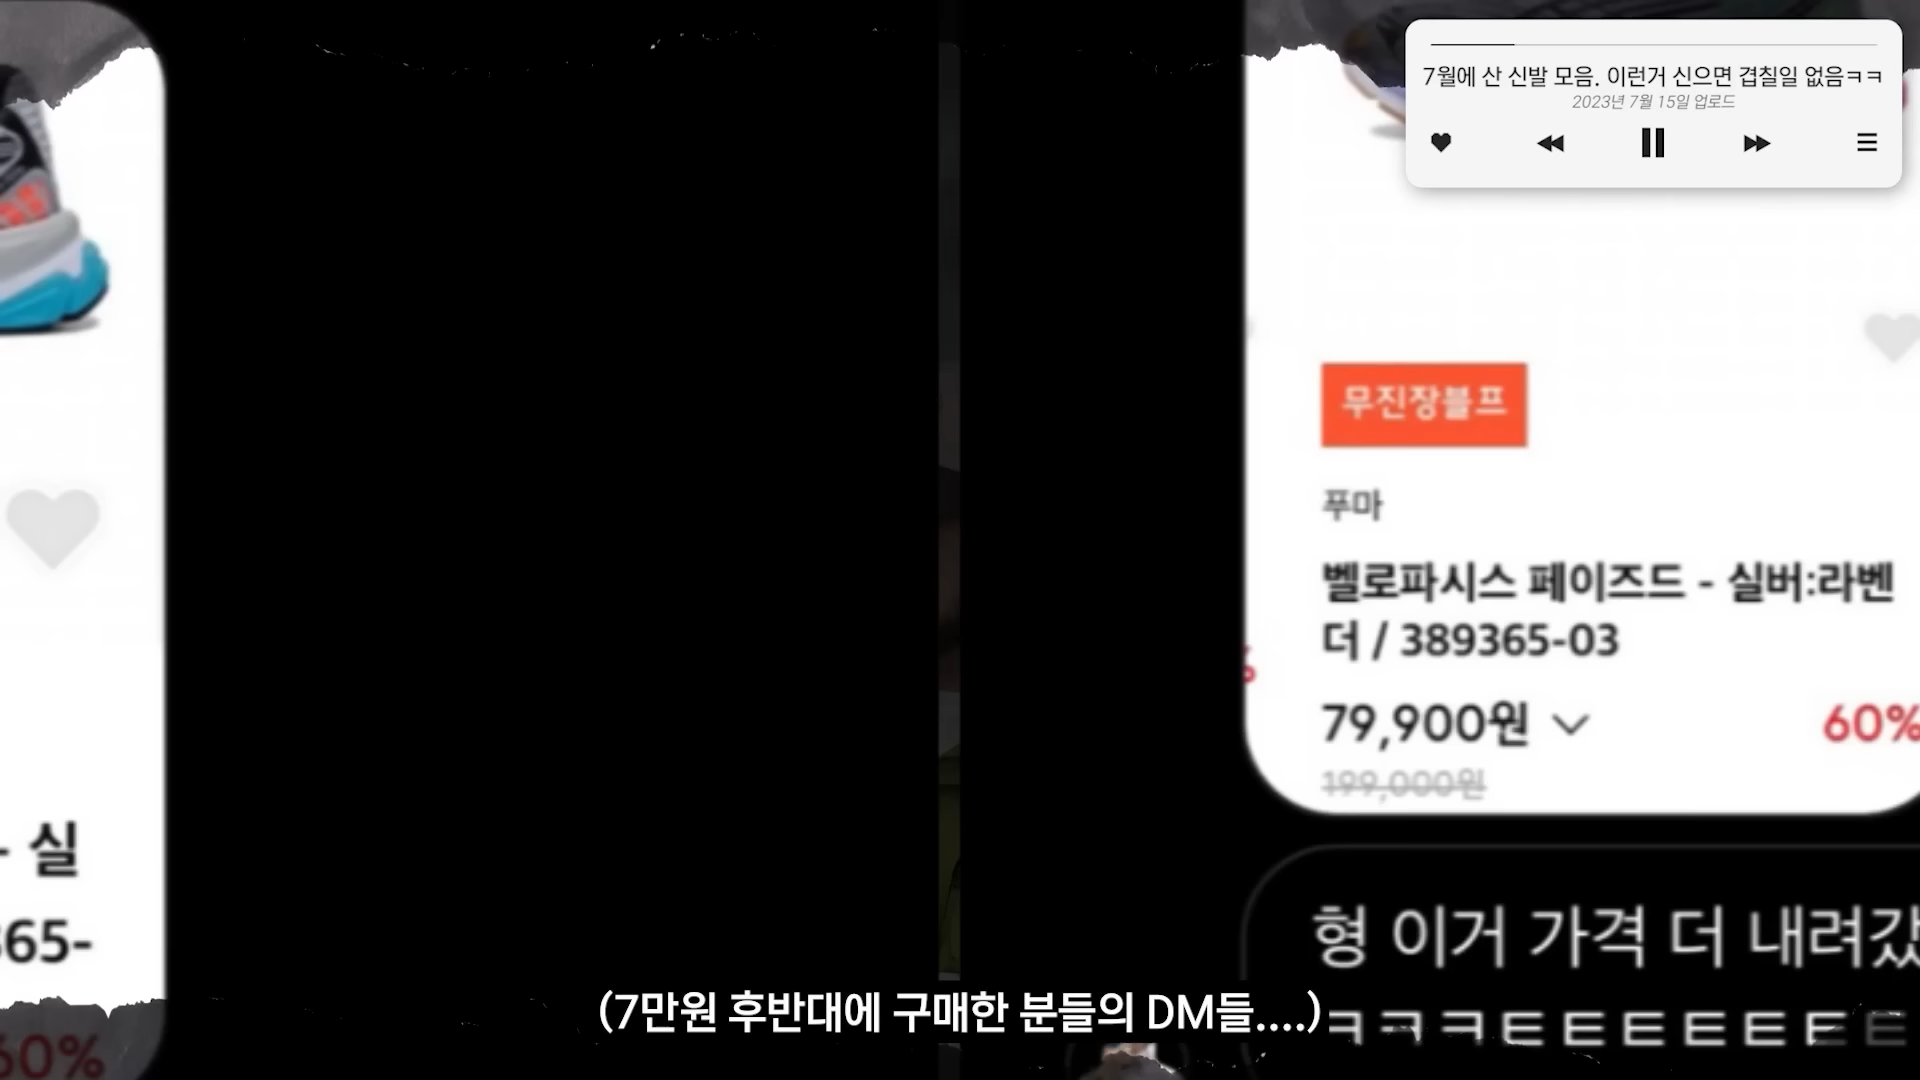 7월에 산 신발 모음. 이런거 신으면 겹칠일 없음ㅋㅋ
2023년 7월 15일 업로드
무진장블프
푸마
벨로파시스 페이즈드 - 실버:라벤
더 / 389365-03
79,900원
60%
199,000원
- 실
365-
60%
형 이거 가격 더 내려갔
ㅋㅋㅋㅌㅌㅌㅌㅌㅌㅌ
(7만원 후반대에 구매한 분들의 DM들....)